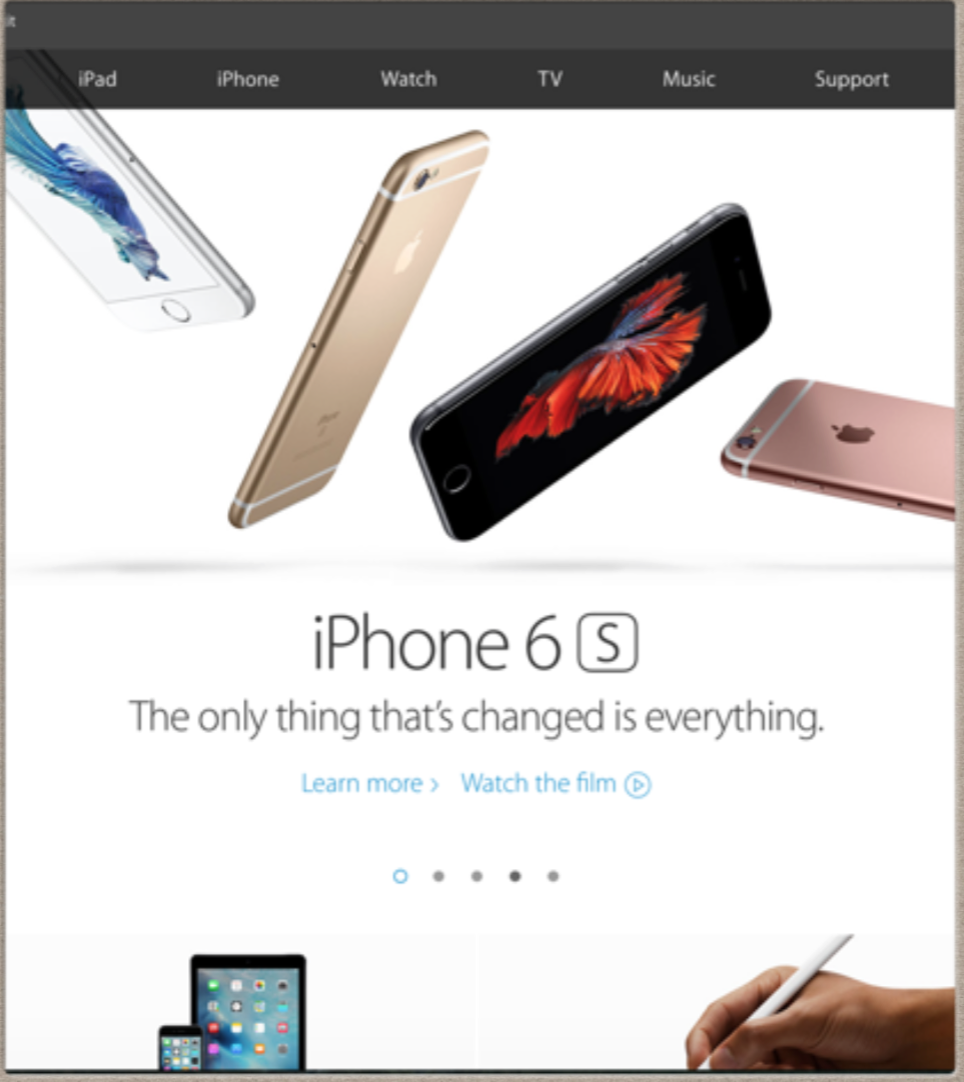 iPad iPhone Watch TV Music Support
iPhone 6 S
The only thing that's changed is everything.
Learn more > Watch the film